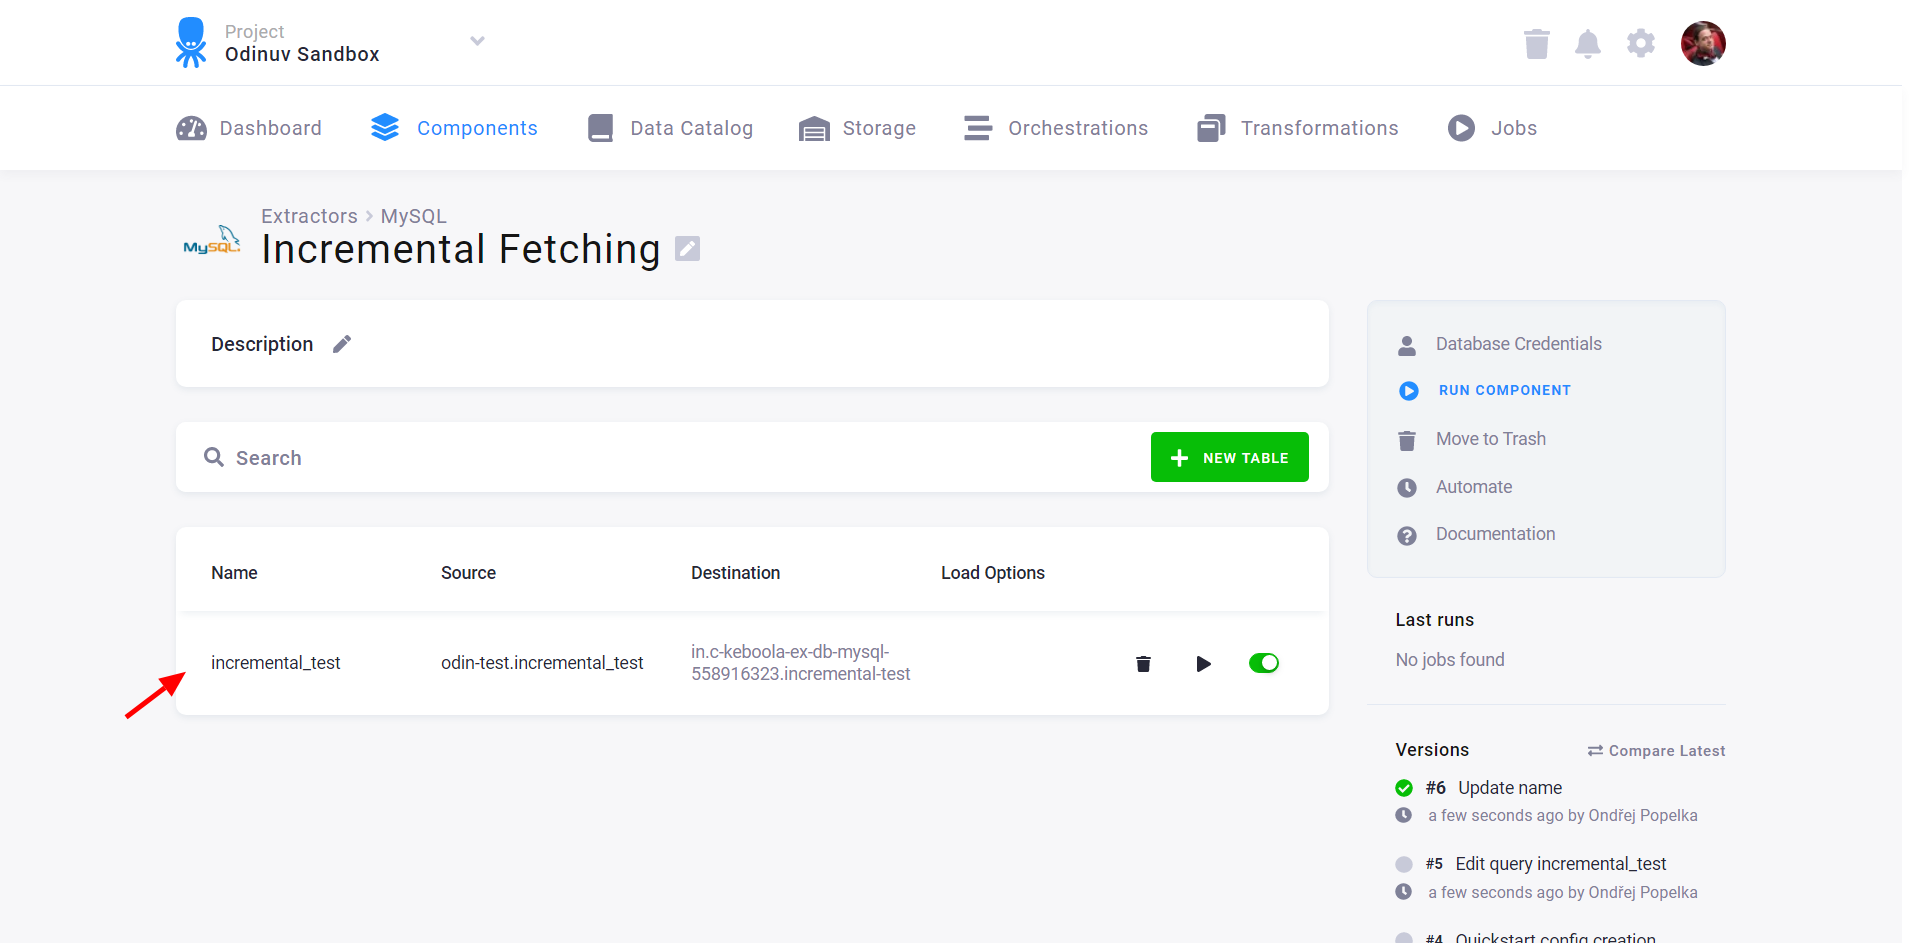 Project
Odinuv Sandbox
Dashboard
Components
Data Catalog
Storage
Orchestrations
Transformations
Jobs
MySQL.
Extractors
MySQL
Incremental Fetching
Description
Search
NEW TABLE
Name
Source
Destination
Load Options
incremental_test
odin-test.incremental_test
in.c-keboola-ex-db-mysql-
558916323.incremental-test
Database Credentials
RUN COMPONENT
Move to Trash
Automate
Documentation
Last runs
No jobs found
Versions
Compare Latest
#6 Update name
a few seconds ago by Ondřej Popelka
#5 Edit query incremental_test
a few seconds ago by Ondřej Popelka
#4 Quickstart config creation